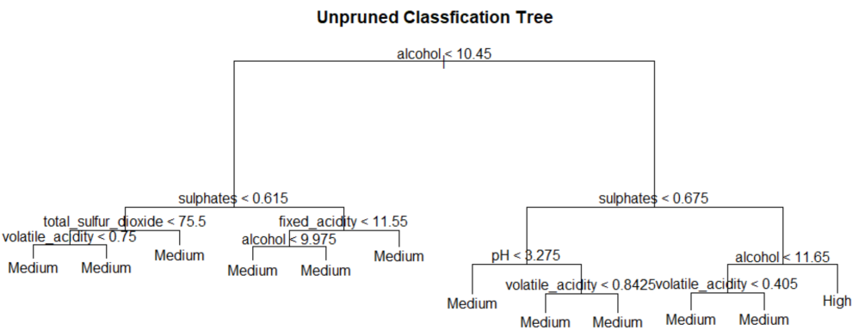 Unpruned Classfication Tree
alcohol < 10.45
sulphates < 0.615
sulphates < 0.675
total_sulfur_dioxide < 75.5
fixed_acidity < 11.55
volatile_acidity < 0.75
alcohol < 9.975
Medium
Medium
Medium
Medium
Medium
Medium
pH < 3.275
alcohol < 11.65
volatile_acidity < 0.8425
volatile_acidity < 0.405
Medium
High
Medium
Medium
Medium
Medium